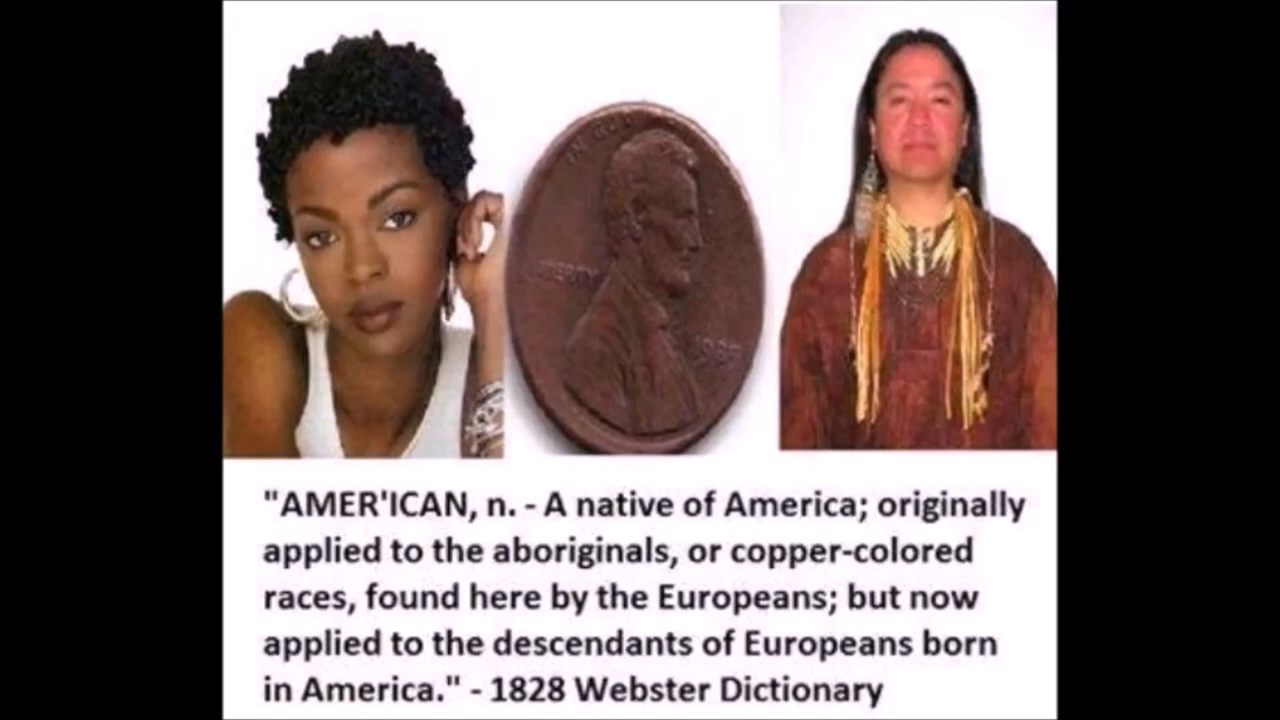 "AMER'ICAN, n. - A native of America; originally
applied to the aboriginals, or copper-colored
races, found here by the Europeans; but now
applied to the descendants of Europeans born
in America." - 1828 Webster Dictionary